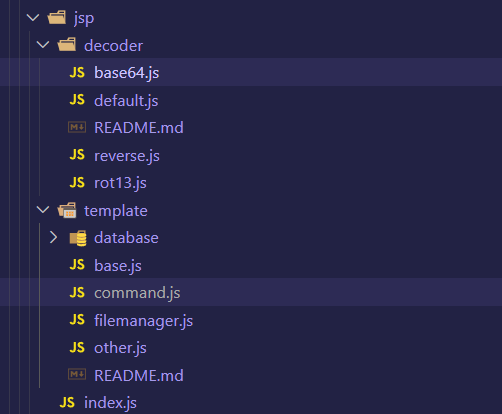 jsp
decoder
JS base64.js
JS default.js
M README.md
JS reverse.js
JS rot13.js
template
database
JS base.js
JS command.js
JS filemanager.js
JS other.js
M README.md
JS index.js